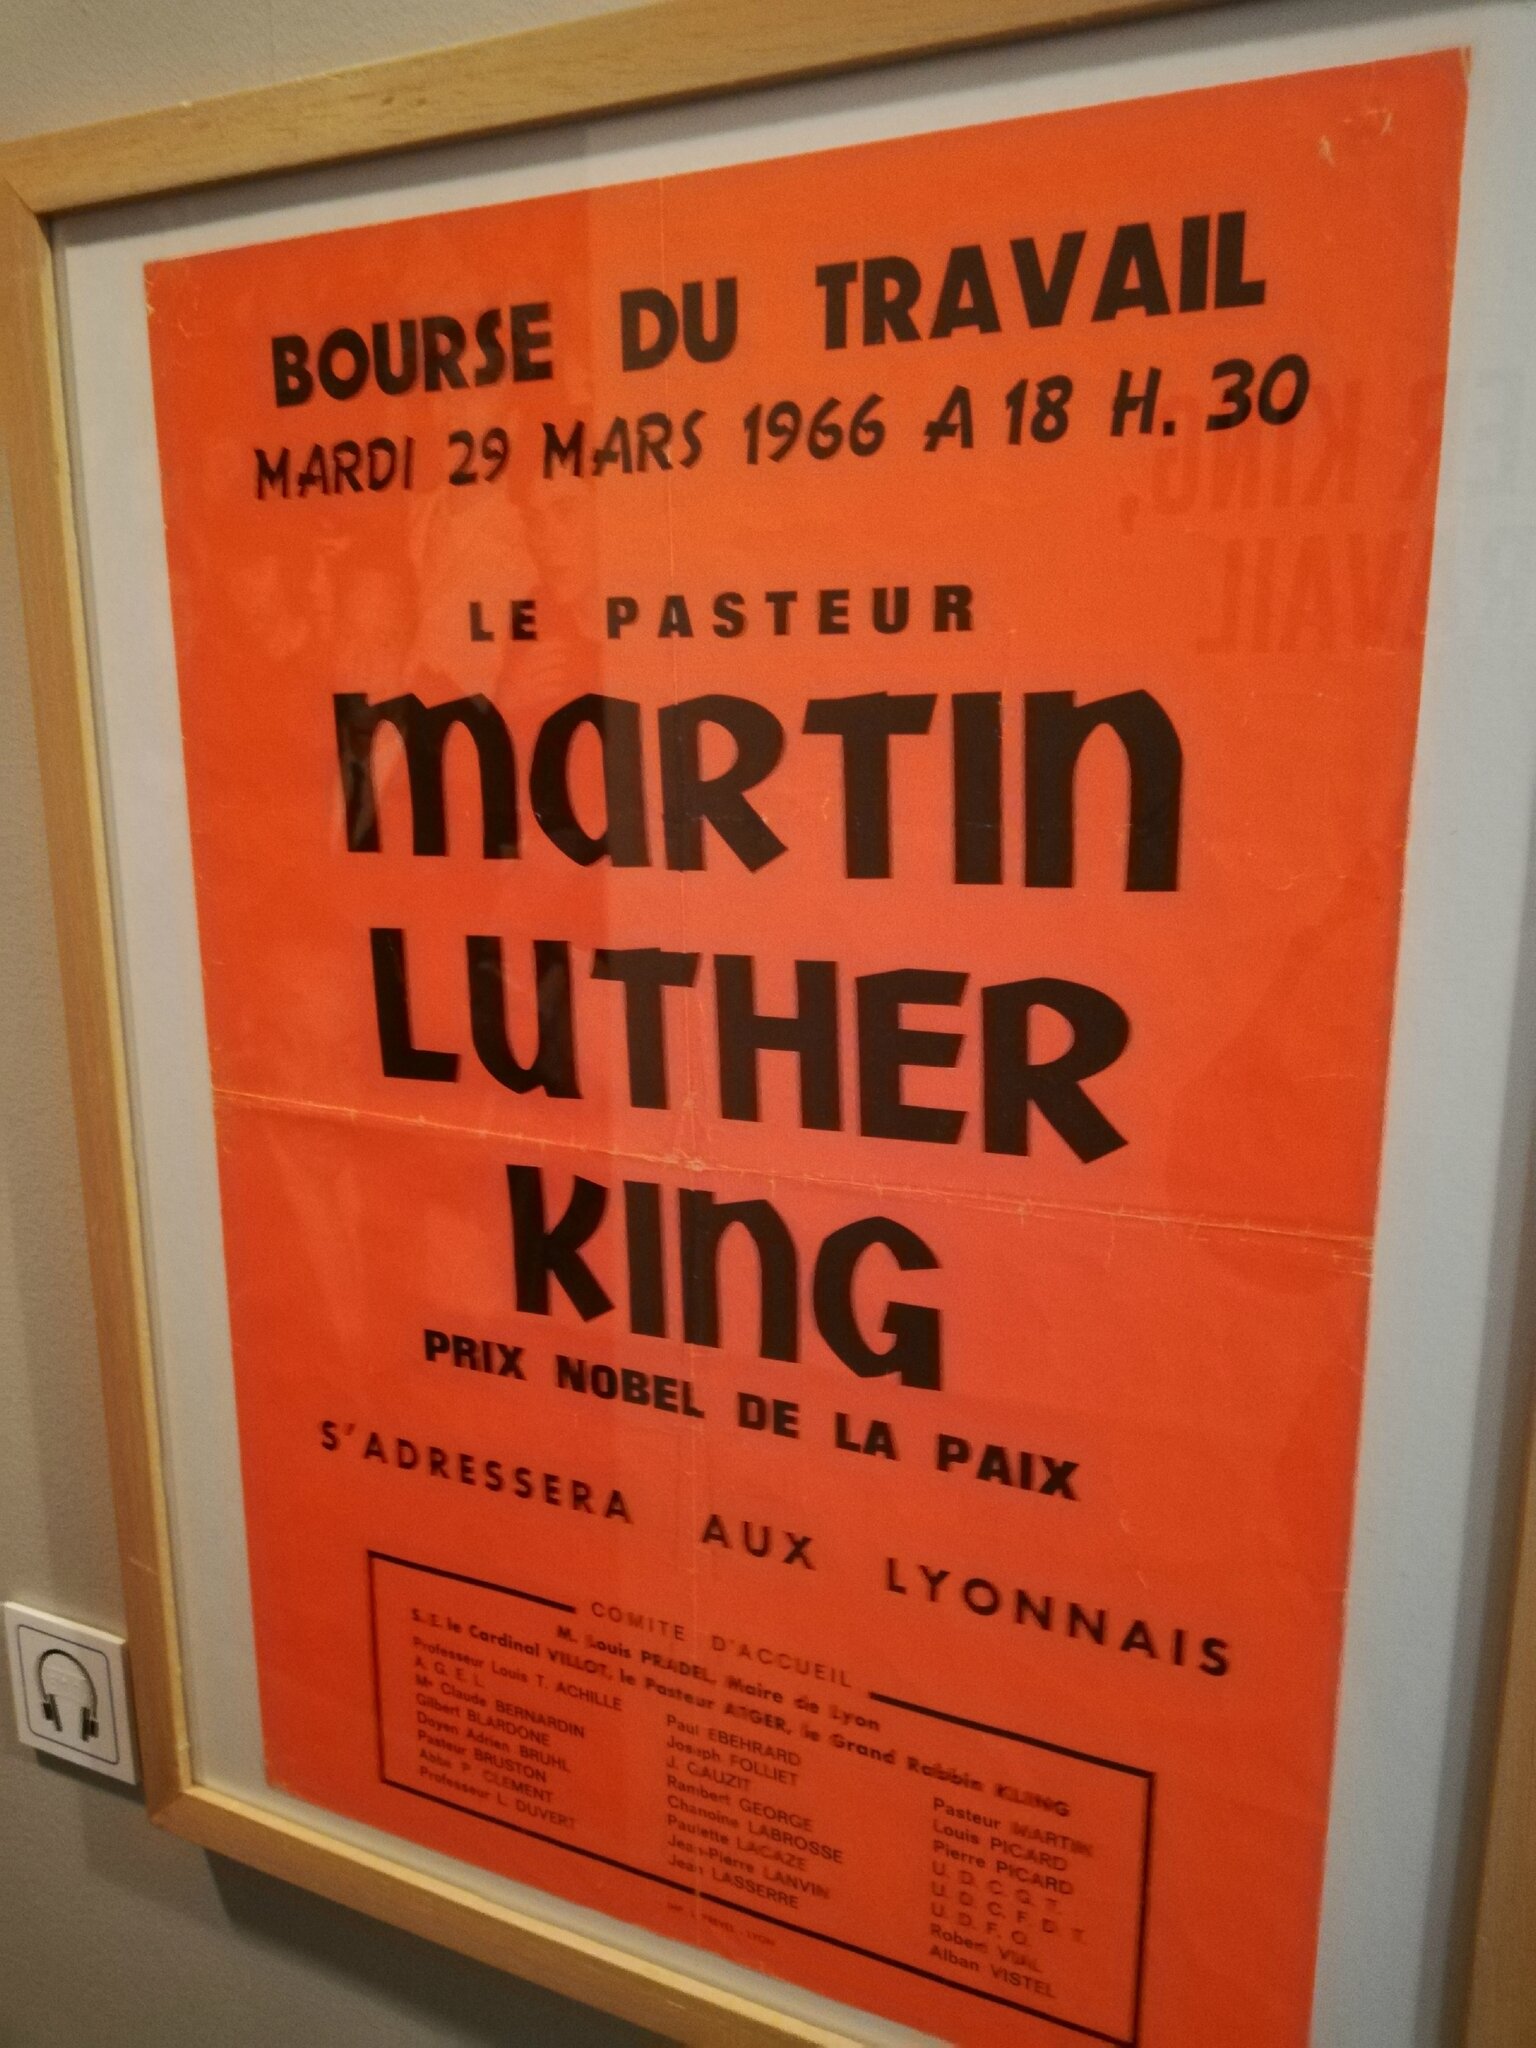 BOURSE DU TRAVAIL
MARDI 29 MARS 1966 A 18 H. 30
LE PASTEUR
MARTIN
LUTHER
KING
PRIX NOBEL DE LA PAIX
S'ADRESSERA AUX LYONNAIS
COMITE D'ACCUEIL
M. Louis PRADEL, Maire de Lyon
S. E. le Cardinal VILLOT, le Pasteur ATGER, le Grand Rabbin KLING
Professeur Louis T. ACHILLE
A. G. E. L.
Me Claude BERNARDIN
Gilbert BLARDONE
Doyen Adrien BRUHL
Pasteur BRUSTON
Abbé P. CLEMENT
Professeur L. DUVERT
Paul EBEHRARD
Joseph FOLLIET
J. GAUZIT
Rambert GEORGE
Chanoine LABROSSE
Paulette LACAZE
Jean-Pierre LANVIN
Jean LASSERRE
Pasteur MARTIN
Louis PICARD
Pierre PICARD
U. D. C. G. T.
U. D. C. F. D. T.
U. D. F. O.
Robert VIAL
Alban VISTEL